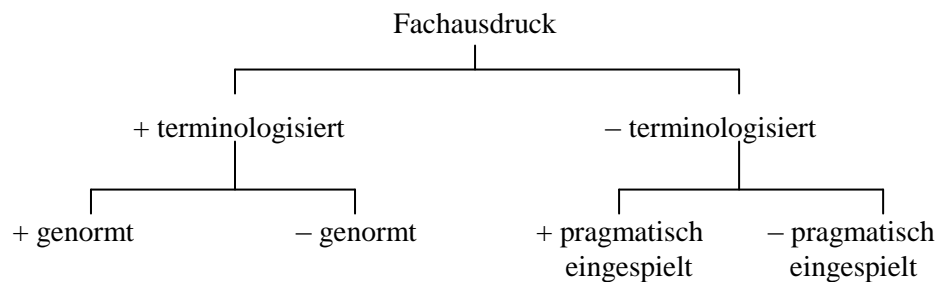 Fachausdruck
+ terminologisiert – terminologisiert
+ genormt – genormt + pragmatisch eingespielt – pragmatisch eingespielt